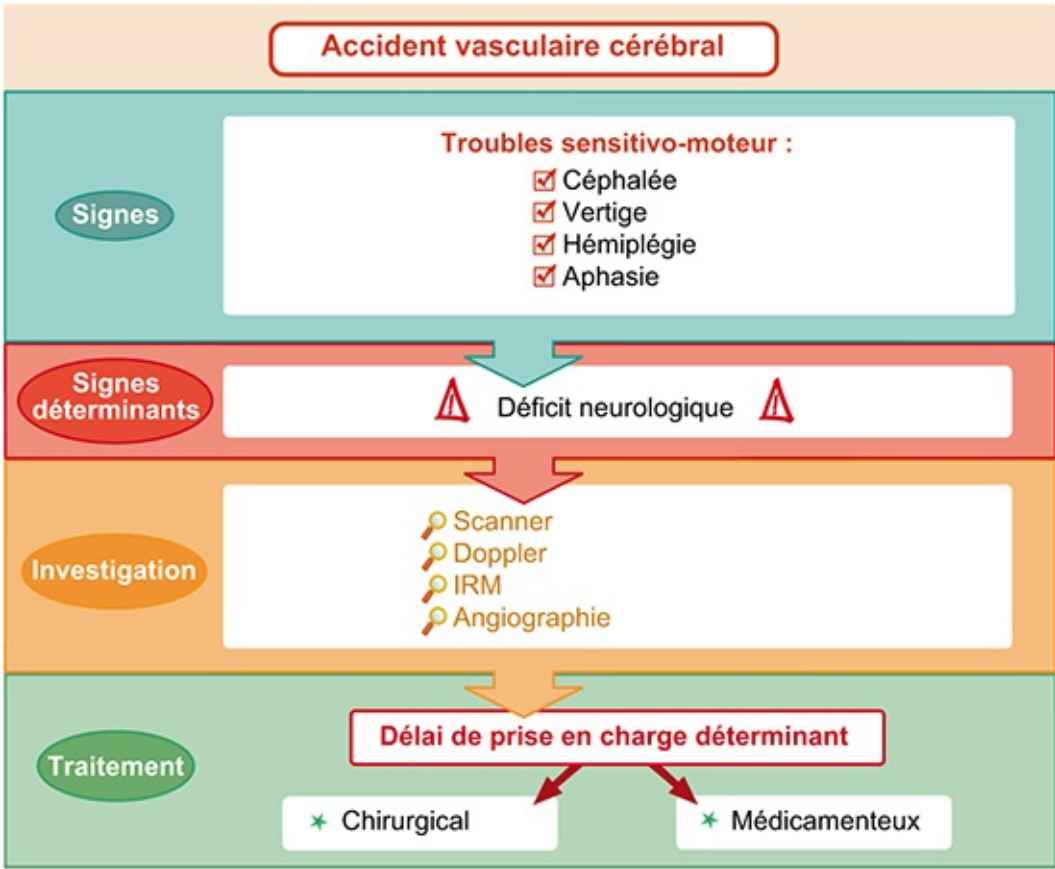 Accident vasculaire cérébral
Signes
Troubles sensitivo-moteur :
Céphalée
Vertige
Hémiplégie
Aphasie
Signes
déterminants
Déficit neurologique
Investigation
Scanner
Doppler
IRM
Angiographie
Traitement
Délai de prise en charge déterminant
Chirurgical
Médicamenteux